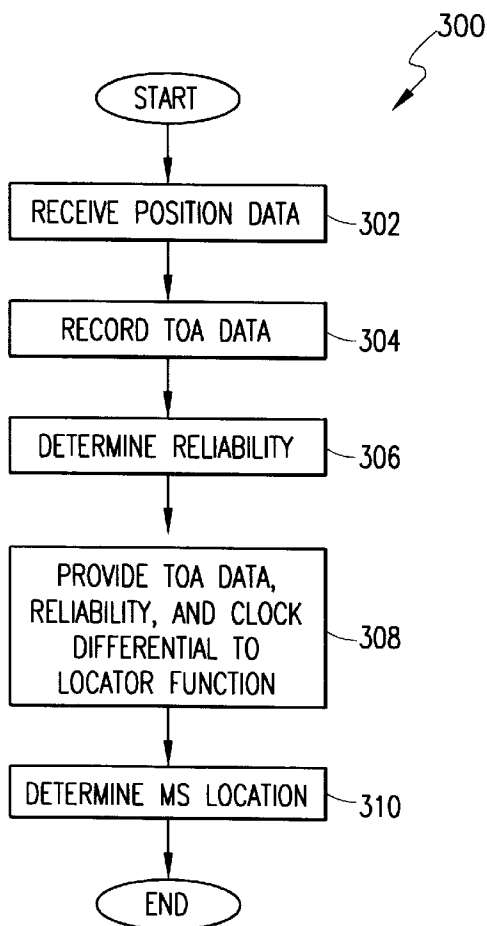 300
START
RECEIVE POSITION DATA
302
RECORD TOA DATA
304
DETERMINE RELIABILITY
306
PROVIDE TOA DATA,
RELIABILITY, AND CLOCK
DIFFERENTIAL TO
LOCATOR FUNCTION
308
DETERMINE MS LOCATION
310
END